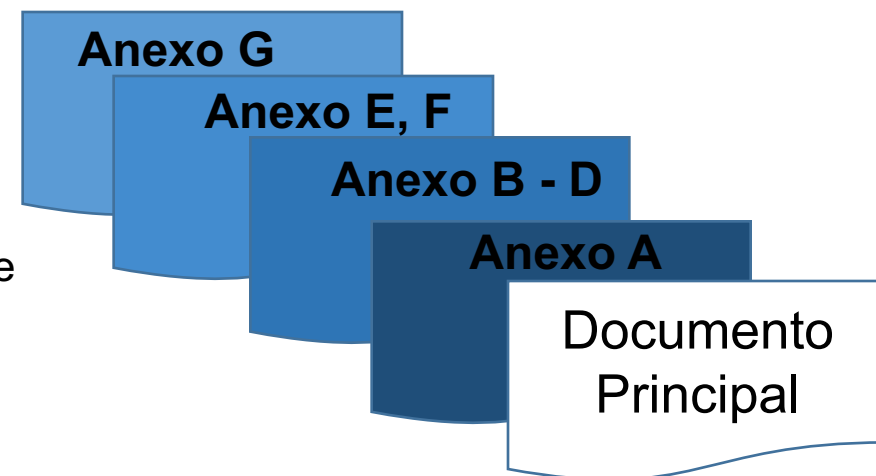 Anexo G
Anexo E, F
Anexo B - D
Anexo A
e
Documento
Principal